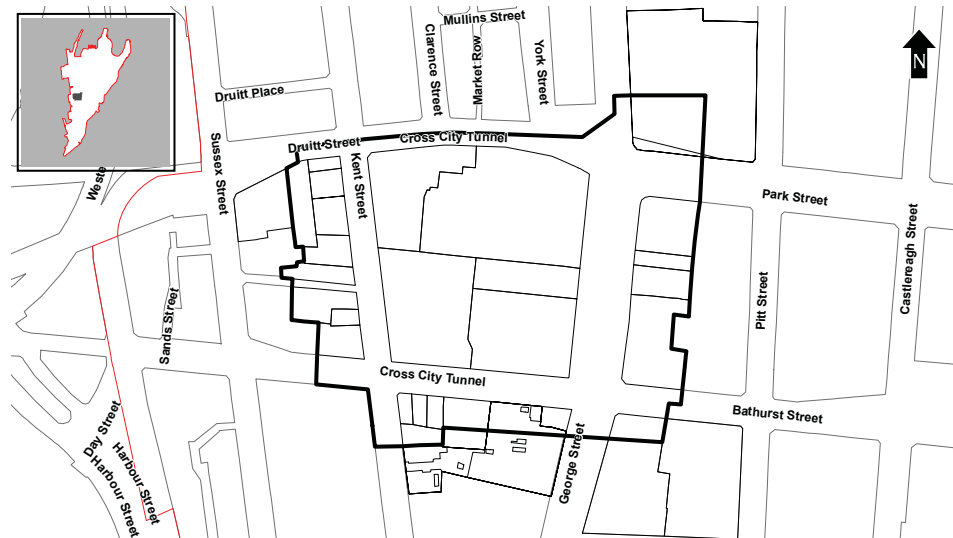 Mullins Street
Clarence Street
Market Row
York Street
N
Druitt Place
Druitt Street
Cross City Tunnel
Sussex Street
Kent Street
Weste
Park Street
Castlereagh Street
Pitt Street
Sands Street
Cross City Tunnel
Bathurst Street
Day Street
Harbour Street
Harbour Street
George Street